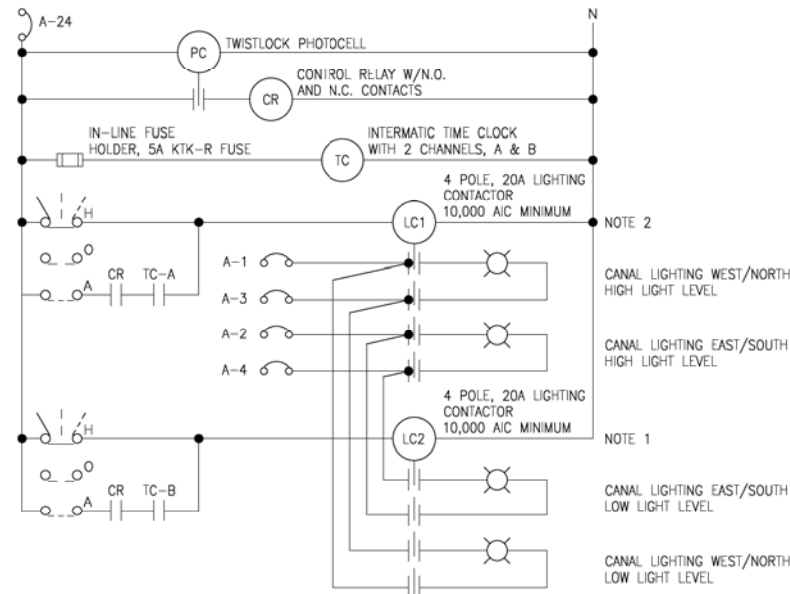 A-24
N
PC
TWISTLOCK PHOTOCELL
CR
CONTROL RELAY W/N.O.
AND N.C. CONTACTS
IN-LINE FUSE
HOLDER, 5A KTK-R FUSE
TC
INTERMATIC TIME CLOCK
WITH 2 CHANNELS, A & B
4 POLE, 20A LIGHTING
CONTACTOR
10,000 AIC MINIMUM
H
LC1
NOTE 2
O
A
CR
TC-A
A-1
A-3
CANAL LIGHTING WEST/NORTH
HIGH LIGHT LEVEL
A-2
A-4
CANAL LIGHTING EAST/SOUTH
HIGH LIGHT LEVEL
4 POLE, 20A LIGHTING
CONTACTOR
10,000 AIC MINIMUM
H
LC2
NOTE 1
O
A
CR
TC-B
CANAL LIGHTING EAST/SOUTH
LOW LIGHT LEVEL
CANAL LIGHTING WEST/NORTH
LOW LIGHT LEVEL